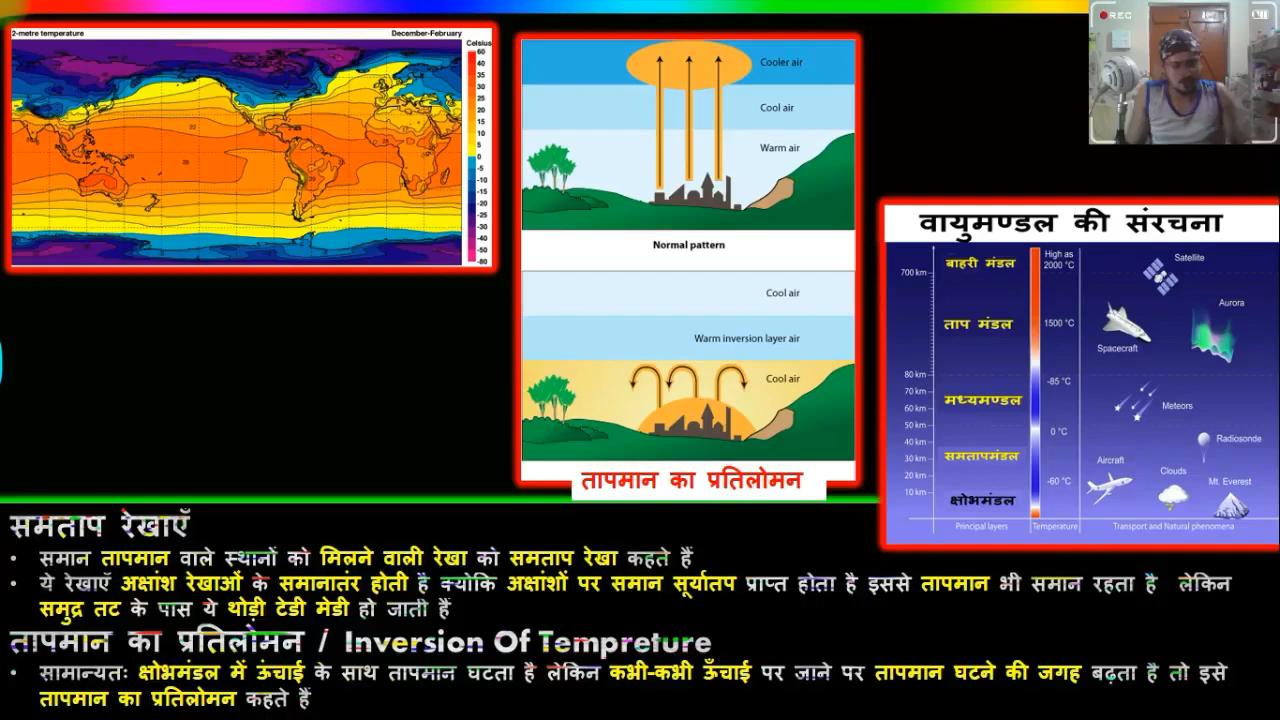 REC
2-metre temperature December-February
Celsius
60
40
35
30
25
20
15
10
5
0
-5
-10
-15
-20
-25
-30
-40
-50
-80
Cooler air
Cool air
Warm air
Normal pattern
Cool air
Warm inversion layer air
Cool air
तापमान का प्रतिलोमन
वायुमण्डल की संरचना
बाहरी मंडल
High as
2000 °C
Satellite
700 km
Aurora
ताप मंडल
1500 °C
Spacecraft
80 km
-85 °C
70 km
मध्यमण्डल
60 km
Meteors
50 km
0 °C
Radiosonde
40 km
समतापमंडल
30 km
Aircraft
Clouds
20 km
-60 °C
Mt. Everest
10 km
क्षोभमंडल
Principal layers
Temperature
Transport and Natural phenomena
समताप रेखाएँ
• समान तापमान वाले स्थानों को मिलने वाली रेखा को समताप रेखा कहते हैं
• ये रेखाएँ अक्षांश रेखाओं के समानातंर होती है क्योकि अक्षांशों पर समान सूर्यातप प्राप्त होता है इससे तापमान भी समान रहता है लेकिन
समुद्र तट के पास ये थोड़ी टेडी मेडी हो जाती हैं
तापमान का प्रतिलोमन / Inversion Of Tempreture
• सामान्यतः क्षोभमंडल में ऊंचाई के साथ तापमान घटता है लेकिन कभी-कभी ऊँचाई पर जाने पर तापमान घटने की जगह बढ़ता है तो इसे
तापमान का प्रतिलोमन कहते हैं